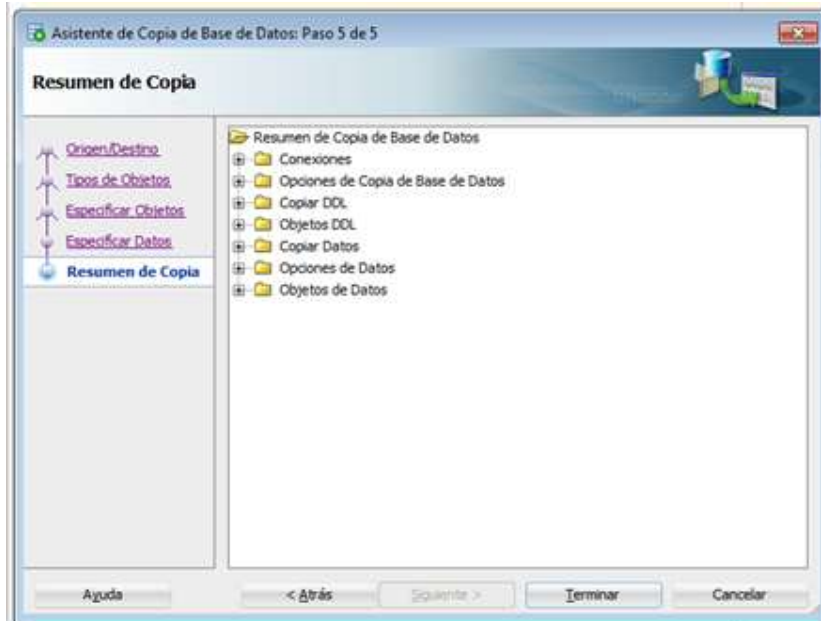 Asistente de Copia de Base de Datos: Paso 5 de 5
Resumen de Copia
Origen/Destino
Tipos de Objetos
Especificar Objetos
Especificar Datos
Resumen de Copia
Resumen de Copia de Base de Datos
Conexiones
Opciones de Copia de Base de Datos
Copiar DDL
Objetos DDL
Copiar Datos
Opciones de Datos
Objetos de Datos
Ayuda
< Atrás
Siguiente >
Terminar
Cancelar